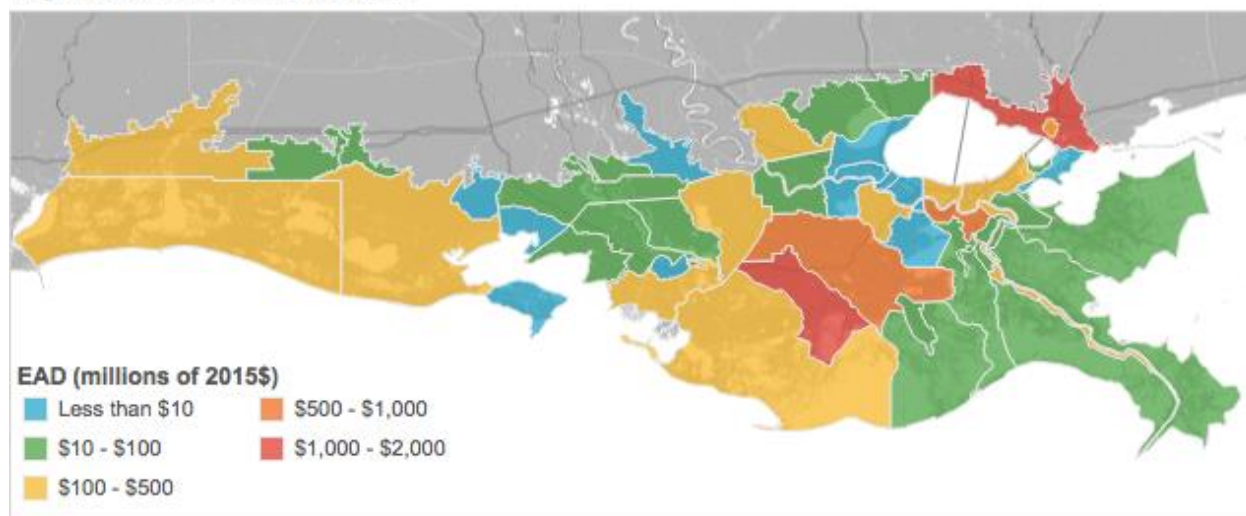 EAD (millions of 2015$)
Less than $10
$500 - $1,000
$10 - $100
$1,000 - $2,000
$100 - $500